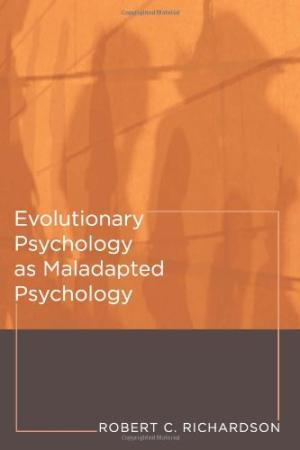 Evolutionary
Psychology
as Maladapted
Psychology
ROBERT C. RICHARDSON